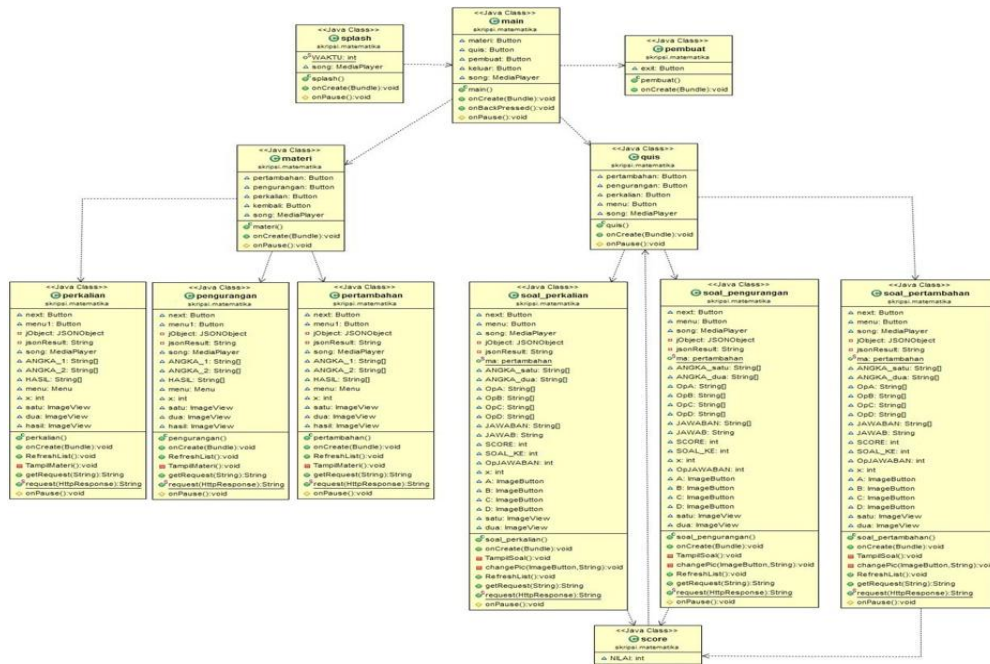 <<Java Class>>
splash
skripsi.matematika
WAKTU: int
song: MediaPlayer
splash()
onCreate(Bundle):void
onPause():void
<<Java Class>>
main
skripsi.matematika
materi: Button
quis: Button
pembuat: Button
keluar: Button
song: MediaPlayer
main()
onCreate(Bundle):void
onBackPressed():void
onPause():void
<<Java Class>>
pembuat
skripsi.matematika
exit: Button
pembuat()
onCreate(Bundle):void
<<Java Class>>
materi
skripsi.matematika
pertambahan: Button
pengurangan: Button
perkalian: Button
kembali: Button
song: MediaPlayer
materi()
onCreate(Bundle):void
onPause():void
<<Java Class>>
quis
skripsi.matematika
pertambahan: Button
pengurangan: Button
perkalian: Button
menu: Button
song: MediaPlayer
quis()
onCreate(Bundle):void
onPause():void
<<Java Class>>
perkalian
skripsi.matematika
next: Button
menu1: Button
jObject: JSONObject
jsonResult: String
song: MediaPlayer
ANGKA_1: String[]
ANGKA_2: String[]
HASIL: String[]
menu: Menu
x: int
satu: ImageView
dua: ImageView
hasil: ImageView
perkalian()
onCreate(Bundle):void
RefreshList():void
TampilMateri():void
getRequest(String):String
request(HttpResponse):String
onPause():void
<<Java Class>>
pengurangan
skripsi.matematika
next: Button
menu1: Button
jObject: JSONObject
jsonResult: String
song: MediaPlayer
ANGKA_1: String[]
ANGKA_2: String[]
HASIL: String[]
menu: Menu
x: int
satu: ImageView
dua: ImageView
hasil: ImageView
pengurangan()
onCreate(Bundle):void
RefreshList():void
TampilMateri():void
getRequest(String):String
request(HttpResponse):String
onPause():void
<<Java Class>>
pertambahan
skripsi.matematika
next: Button
menu1: Button
jObject: JSONObject
jsonResult: String
song: MediaPlayer
ANGKA_1: String[]
ANGKA_2: String[]
HASIL: String[]
menu: Menu
x: int
satu: ImageView
dua: ImageView
hasil: ImageView
pertambahan()
onCreate(Bundle):void
RefreshList():void
TampilMateri():void
getRequest(String):String
request(HttpResponse):String
onPause():void
<<Java Class>>
soal_perkalian
skripsi.matematika
next: Button
menu: Button
song: MediaPlayer
jObject: JSONObject
jsonResult: String
ma: pertambahan
ANGKA_satu: String[]
ANGKA_dua: String[]
OpA: String[]
OpB: String[]
OpC: String[]
OpD: String[]
JAWABAN: String[]
JAWAB: String
SCORE: int
SOAL_KE: int
OpJAWABAN: int
x: int
A: ImageButton
B: ImageButton
C: ImageButton
D: ImageButton
satu: ImageView
dua: ImageView
soal_perkalian()
onCreate(Bundle):void
TampilSoal():void
changePic(ImageButton,String):void
RefreshList():void
getRequest(String):String
request(HttpResponse):String
onPause():void
<<Java Class>>
soal_pengurangan
skripsi.matematika
next: Button
menu: Button
song: MediaPlayer
jObject: JSONObject
jsonResult: String
ma: pertambahan
ANGKA_satu: String[]
ANGKA_dua: String[]
OpA: String[]
OpB: String[]
OpC: String[]
OpD: String[]
JAWABAN: String[]
JAWAB: String
SCORE: int
SOAL_KE: int
x: int
OpJAWABAN: int
A: ImageButton
B: ImageButton
C: ImageButton
D: ImageButton
satu: ImageView
dua: ImageView
soal_pengurangan()
onCreate(Bundle):void
TampilSoal():void
changePic(ImageButton,String):void
RefreshList():void
getRequest(String):String
request(HttpResponse):String
onPause():void
<<Java Class>>
soal_pertambahan
skripsi.matematika
next: Button
menu: Button
song: MediaPlayer
jObject: JSONObject
jsonResult: String
ma: pertambahan
ANGKA_satu: String[]
ANGKA_dua: String[]
OpA: String[]
OpB: String[]
OpC: String[]
OpD: String[]
JAWABAN: String[]
JAWAB: String
SCORE: int
SOAL_KE: int
OpJAWABAN: int
x: int
A: ImageButton
B: ImageButton
C: ImageButton
D: ImageButton
satu: ImageView
dua: ImageView
soal_pertambahan()
onCreate(Bundle):void
TampilSoal():void
changePic(ImageButton,String):void
RefreshList():void
getRequest(String):String
request(HttpResponse):String
onPause():void
<<Java Class>>
score
skripsi.matematika
NILAI: int